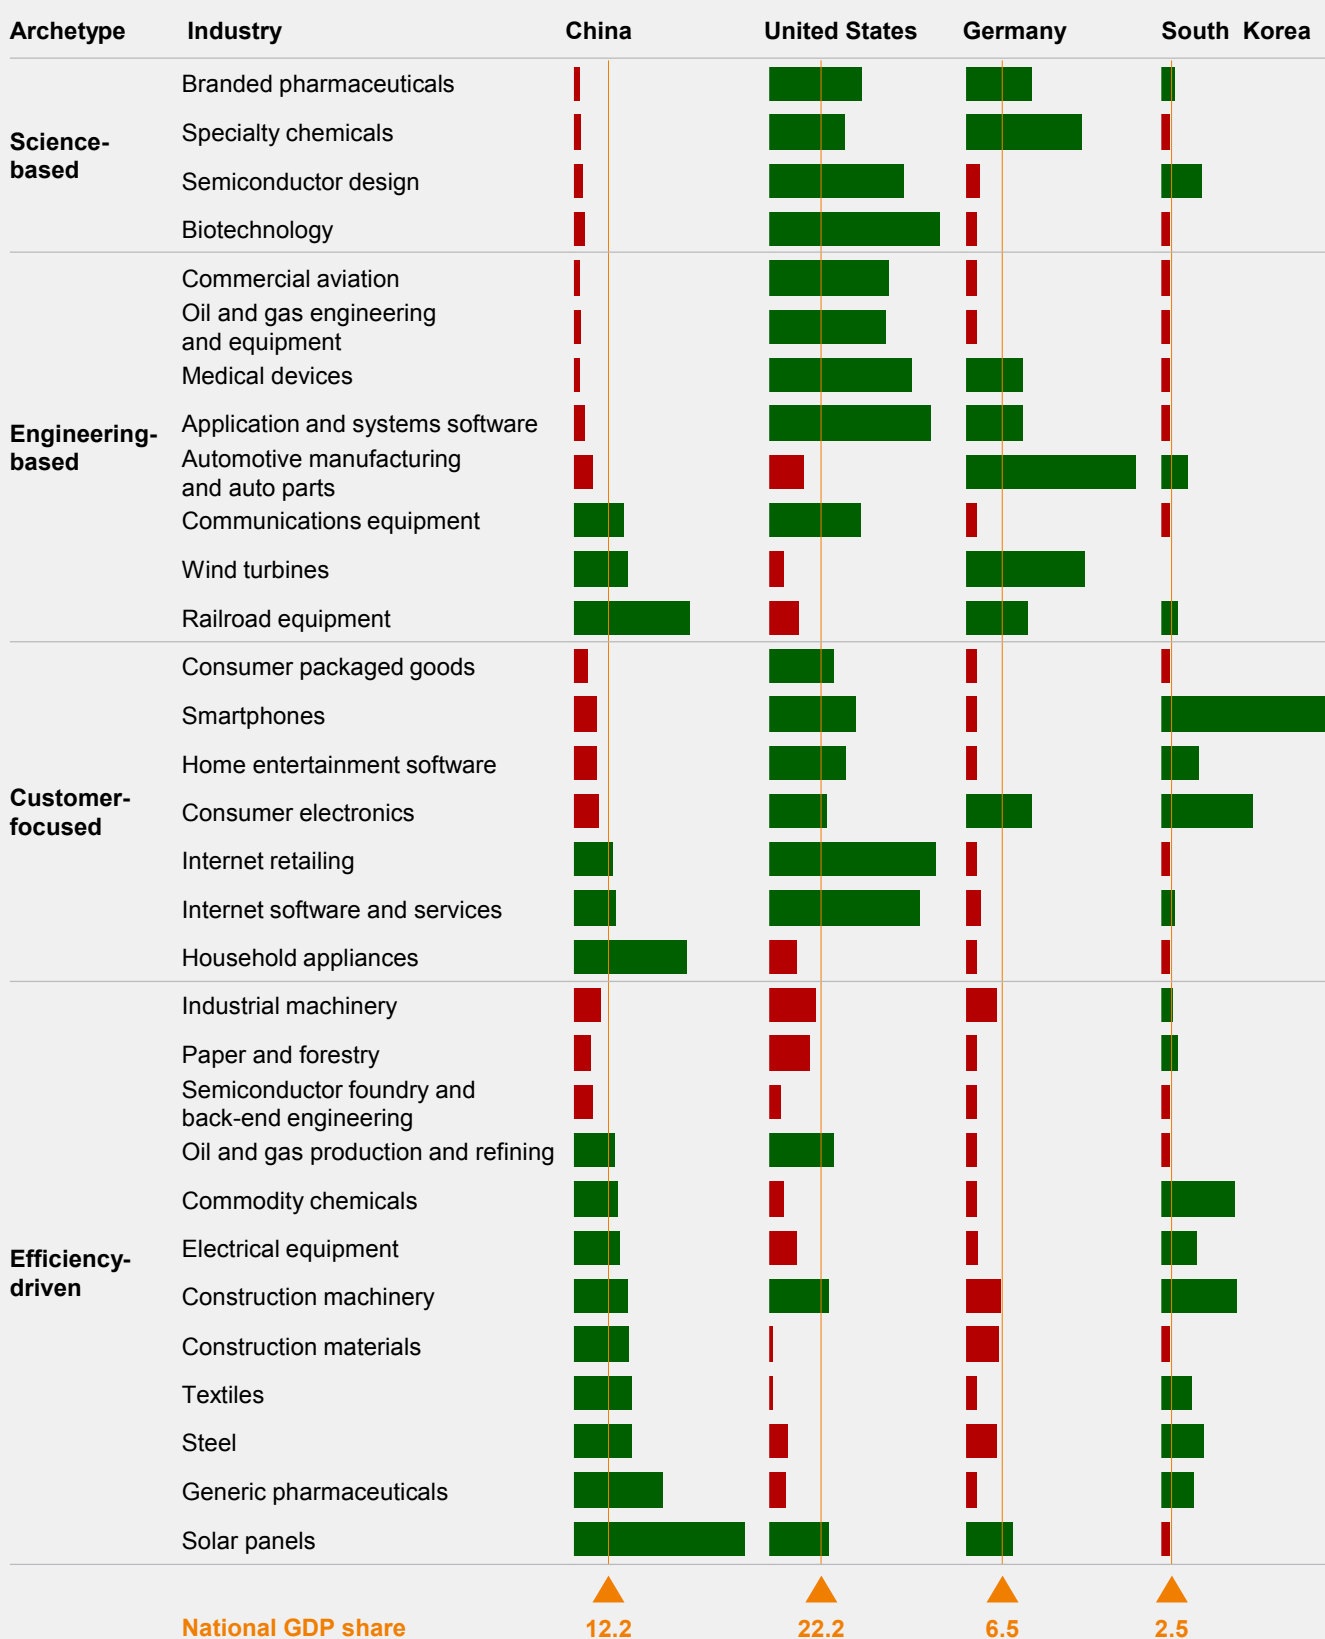 Archetype Industry China United States Germany South Korea
Branded pharmaceuticals
Specialty chemicals
Science-
based
Semiconductor design
Biotechnology
Commercial aviation
Oil and gas engineering
and equipment
Medical devices
Application and systems software
Engineering-
based
Automotive manufacturing
and auto parts
Communications equipment
Wind turbines
Railroad equipment
Consumer packaged goods
Smartphones
Home entertainment software
Customer-
focused
Consumer electronics
Internet retailing
Internet software and services
Household appliances
Industrial machinery
Paper and forestry
Semiconductor foundry and
back-end engineering
Oil and gas production and refining
Commodity chemicals
Electrical equipment
Efficiency-
driven
Construction machinery
Construction materials
Textiles
Steel
Generic pharmaceuticals
Solar panels
National GDP share 12.2 22.2 6.5 2.5